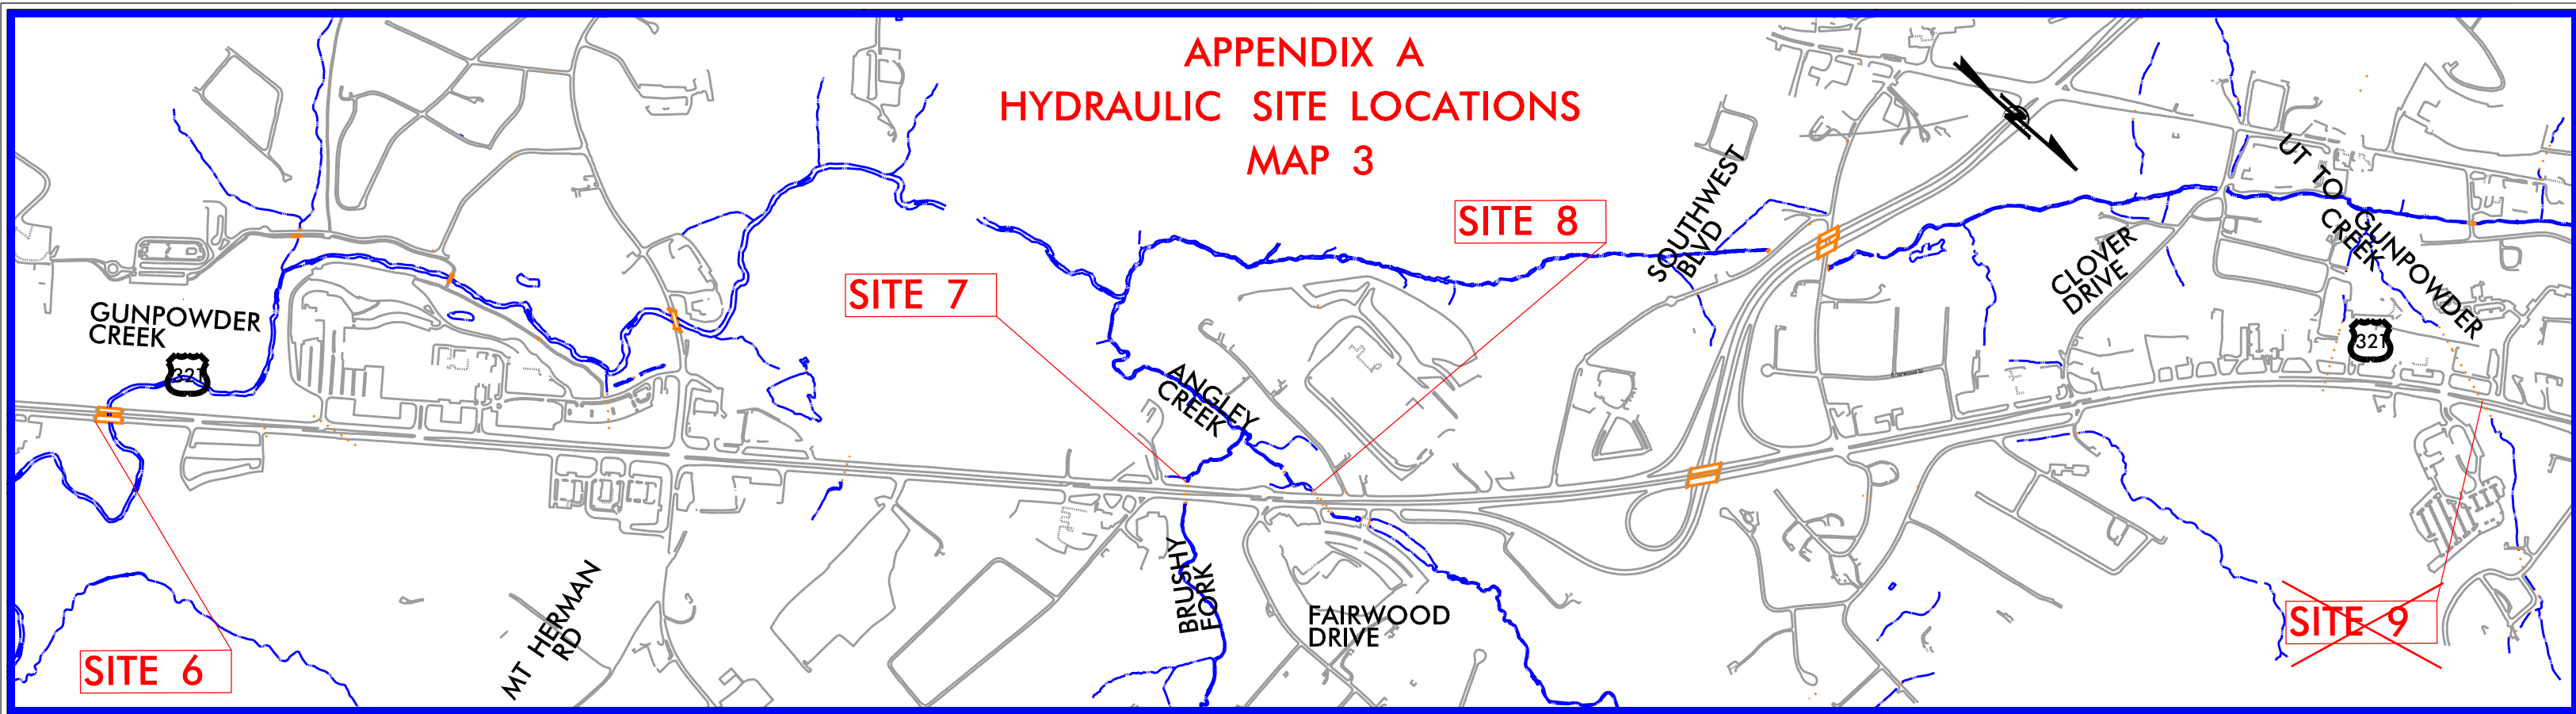 APPENDIX A
HYDRAULIC SITE LOCATIONS
MAP 3
SITE 8
SITE 7
SOUTHWEST
BLVD
UT TO GUNPOWDER
CREEK
CLOVER
DRIVE
GUNPOWDER
CREEK
321
321
ANGLEY
CREEK
BRUSHY
FORK
FAIRWOOD
DRIVE
MT HERMAN
RD
SITE 6
SITE 9